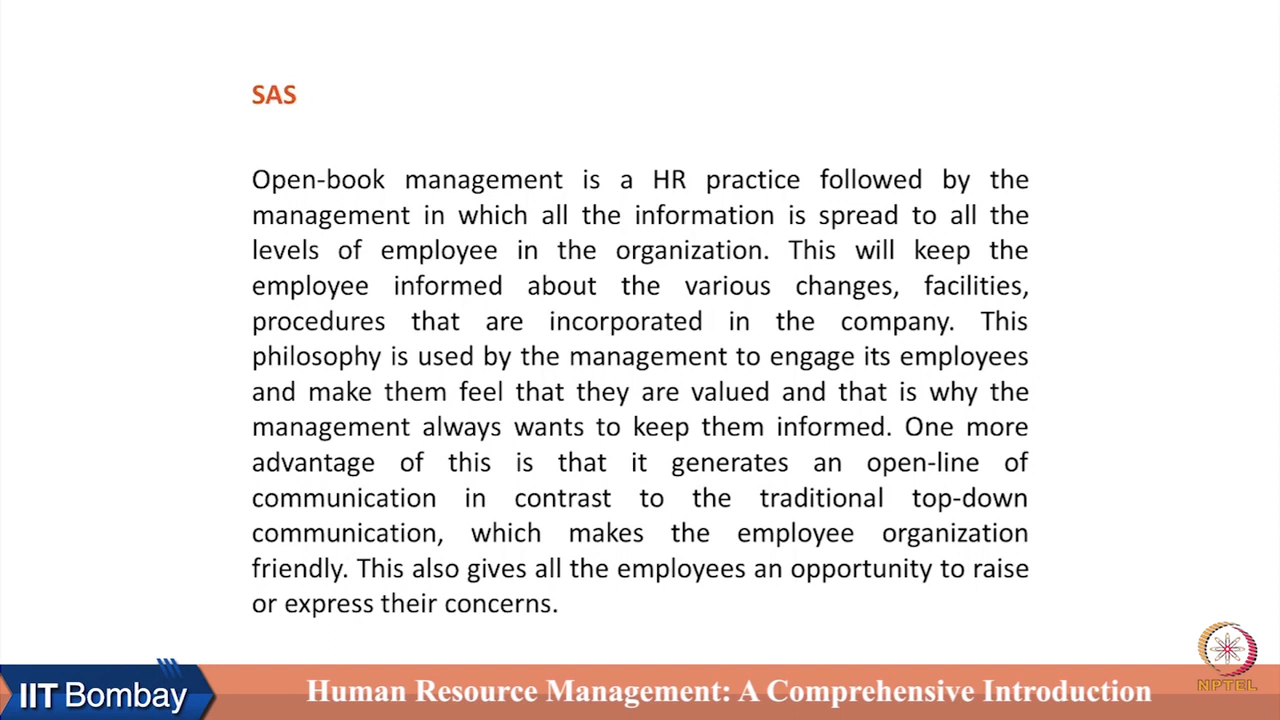 SAS
Open-book management is a HR practice followed by the
management in which all the information is spread to all the
levels of employee in the organization. This will keep the
employee informed about the various changes, facilities,
procedures that are incorporated in the company. This
philosophy is used by the management to engage its employees
and make them feel that they are valued and that is why the
management always wants to keep them informed. One more
advantage of this is that it generates an open-line of
communication in contrast to the traditional top-down
communication, which makes the employee organization
friendly. This also gives all the employees an opportunity to raise
or express their concerns.
NPTEL
IIT Bombay
Human Resource Management: A Comprehensive Introduction